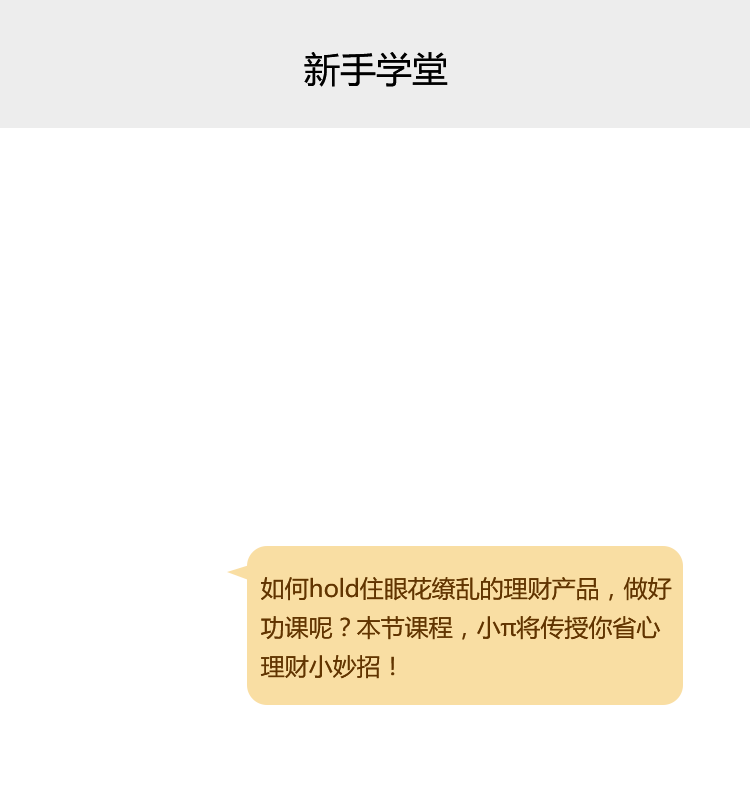 新手学堂
如何hold住眼花缭乱的理财产品，做好
功课呢？本节课程，小π将传授你省心
理财小妙招！